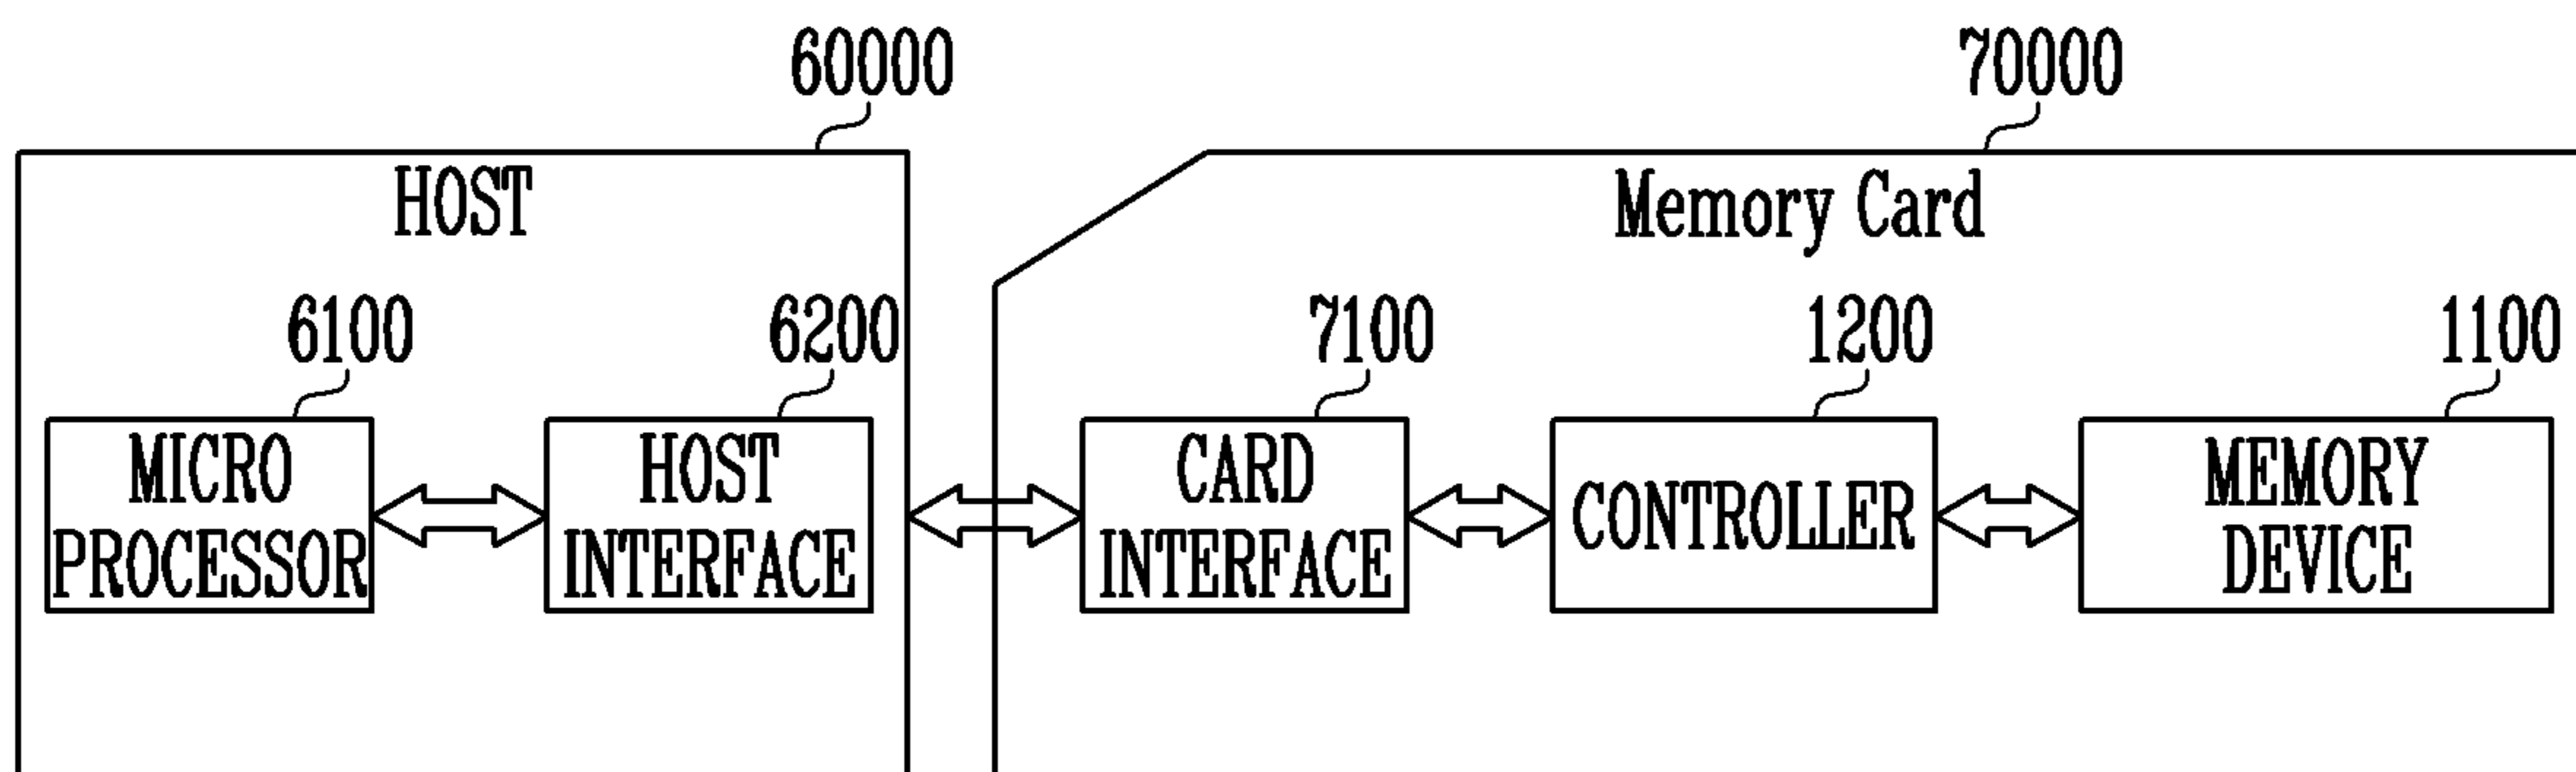 60000
70000
HOST
Memory Card
6100
6200
7100
1200
1100
MICRO
PROCESSOR
HOST
INTERFACE
CARD
INTERFACE
CONTROLLER
MEMORY
DEVICE